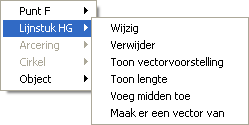 Punt F
Lijnstuk HG
Arcering
Cirkel
Object
Wijzig
Verwijder
Toon vectorvoorstelling
Toon lengte
Voeg midden toe
Maak er een vector van